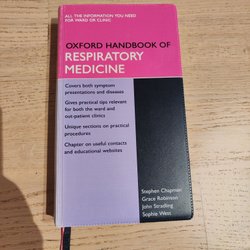 ALL THE INFORMATION YOU NEED
FOR WARD OR CLINIC
OXFORD HANDBOOK OF
RESPIRATORY
MEDICINE
Covers both symptom
presentations and diseases
Gives practical tips relevant
for both the ward and
out-patient clinics
Unique sections on practical
procedures
Chapter on useful contacts
and educational websites
Stephen Chapman
Grace Robinson
John Stradling
Sophie West